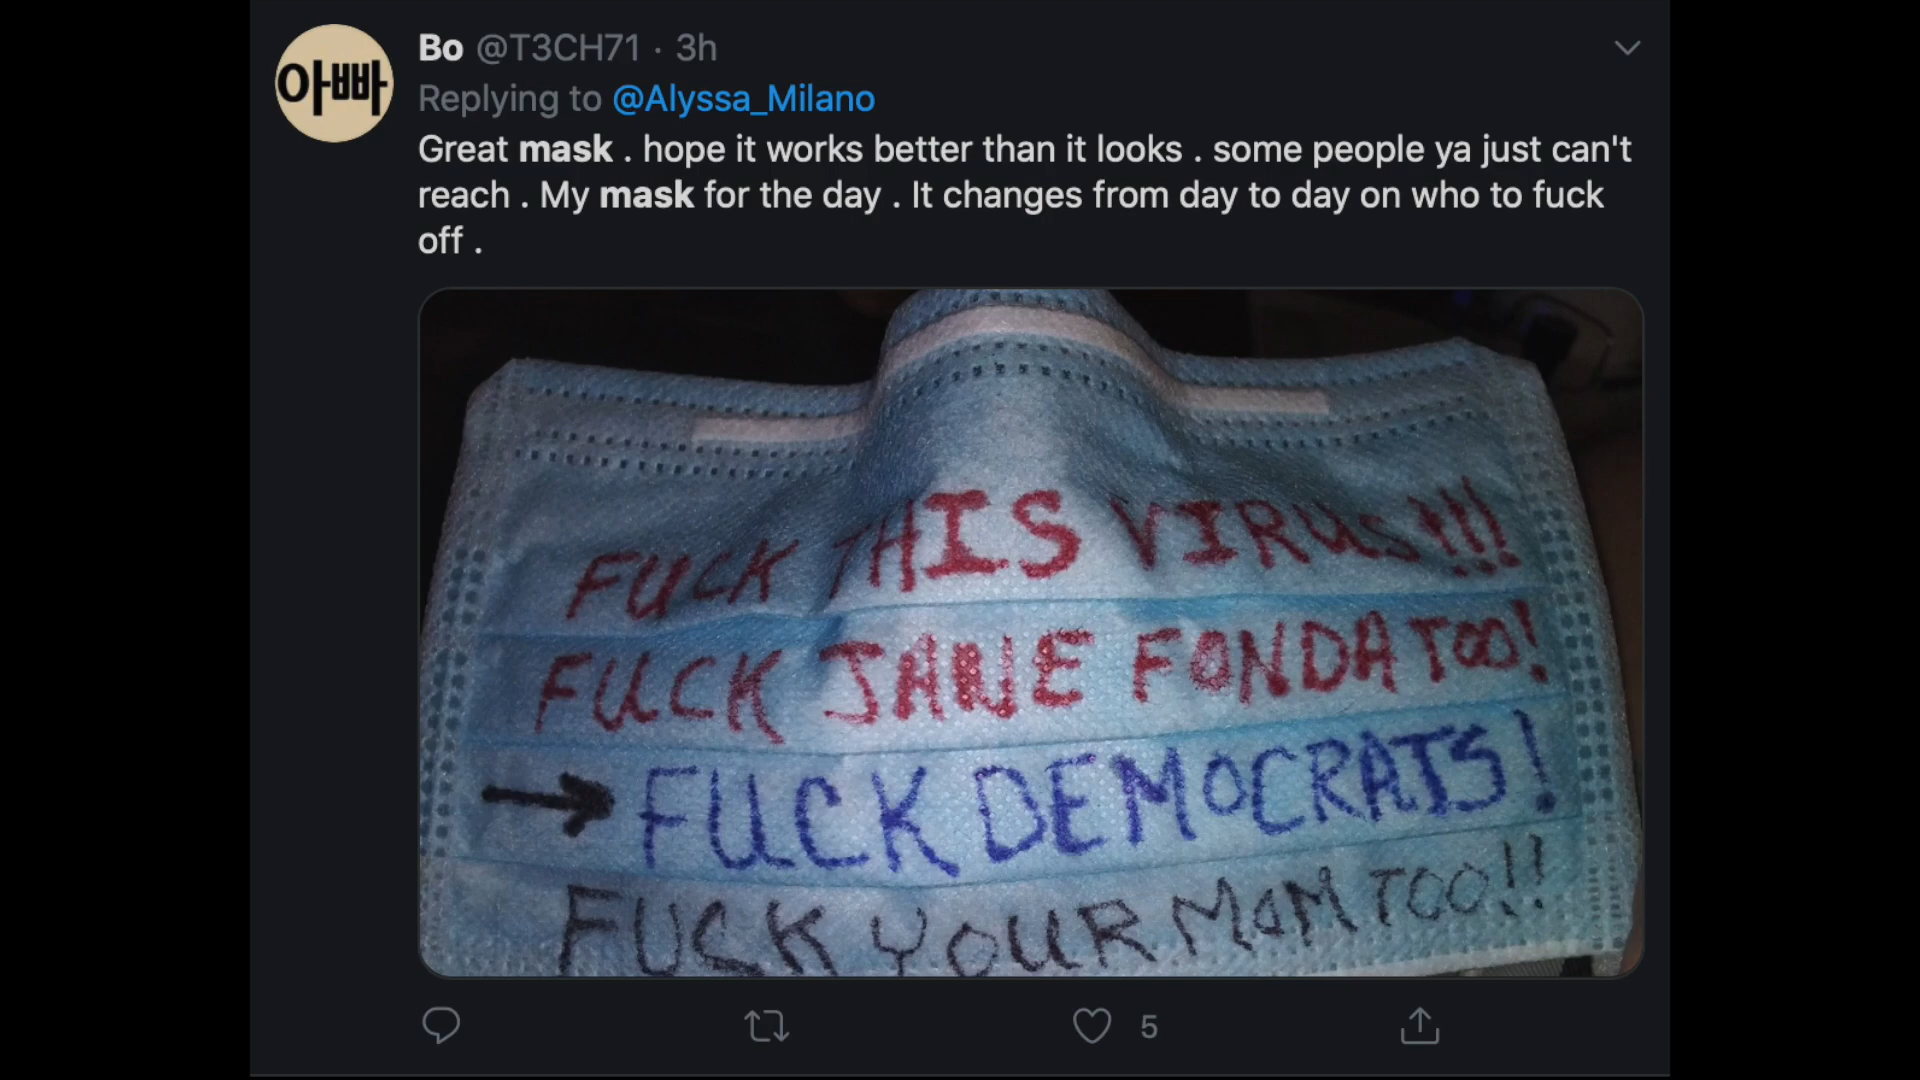 아빠
Bo @T3CH71 · 3h
Replying to @Alyssa_Milano
Great mask . hope it works better than it looks . some people ya just can't
reach . My mask for the day . It changes from day to day on who to fuck
off .
FUCK THIS VIRUS!!!
FUCK JANE FONDA TOO!
→ FUCK DEMOCRATS!
FUCK YOUR MOM TOO!!
5